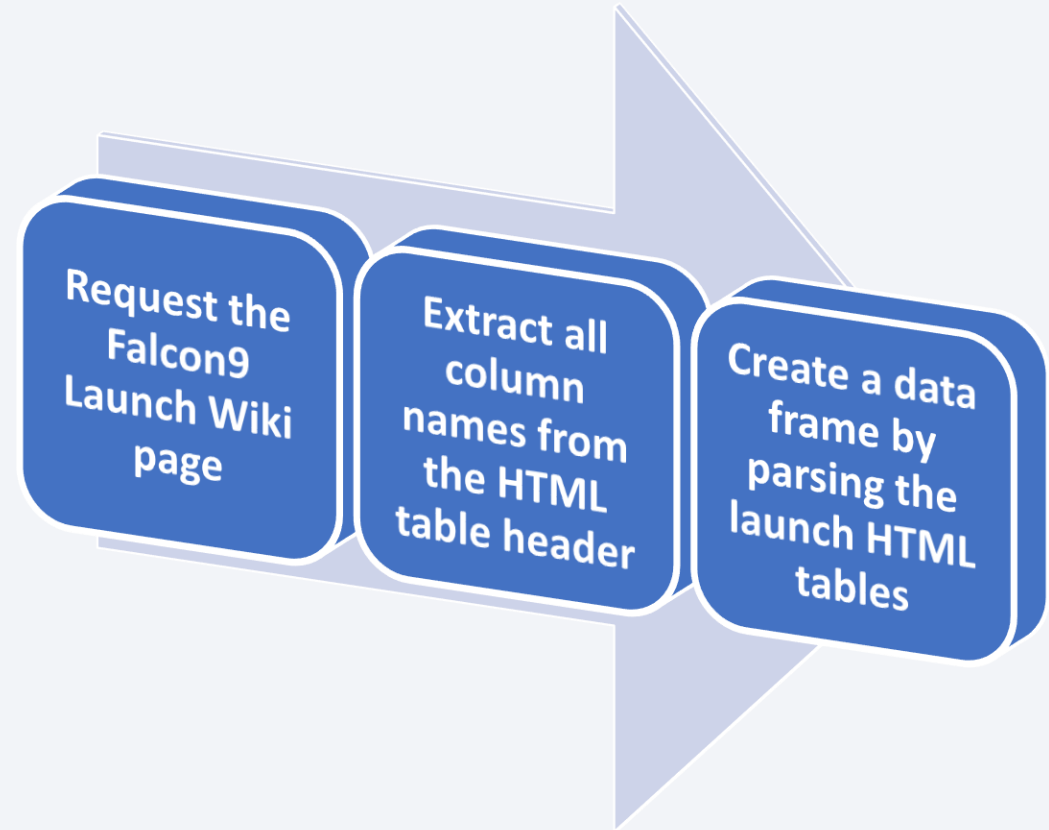 Request the
Falcon9
Launch Wiki
page
Extract all
column
names from
the HTML
table header
Create a data
frame by
parsing the
launch HTML
tables